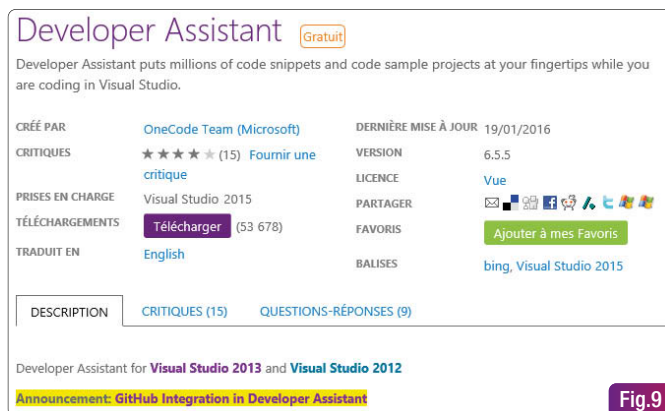 Developer Assistant Gratuit
Developer Assistant puts millions of code snippets and code sample projects at your fingertips while you
are coding in Visual Studio.
CRÉÉ PAR OneCode Team (Microsoft)
CRITIQUES ★★★★★ (15) Fournir une
critique
PRISES EN CHARGE Visual Studio 2015
TÉLÉCHARGEMENTS Télécharger (53 678)
TRADUIT EN English
DERNIÈRE MISE À JOUR 19/01/2016
VERSION 6.5.5
LICENCE Vue
PARTAGER
FAVORIS Ajouter à mes Favoris
BALISES bing, Visual Studio 2015
DESCRIPTION CRITIQUES (15) QUESTIONS-RÉPONSES (9)
Developer Assistant for Visual Studio 2013 and Visual Studio 2012
Announcement: GitHub Integration in Developer Assistant
Fig.9